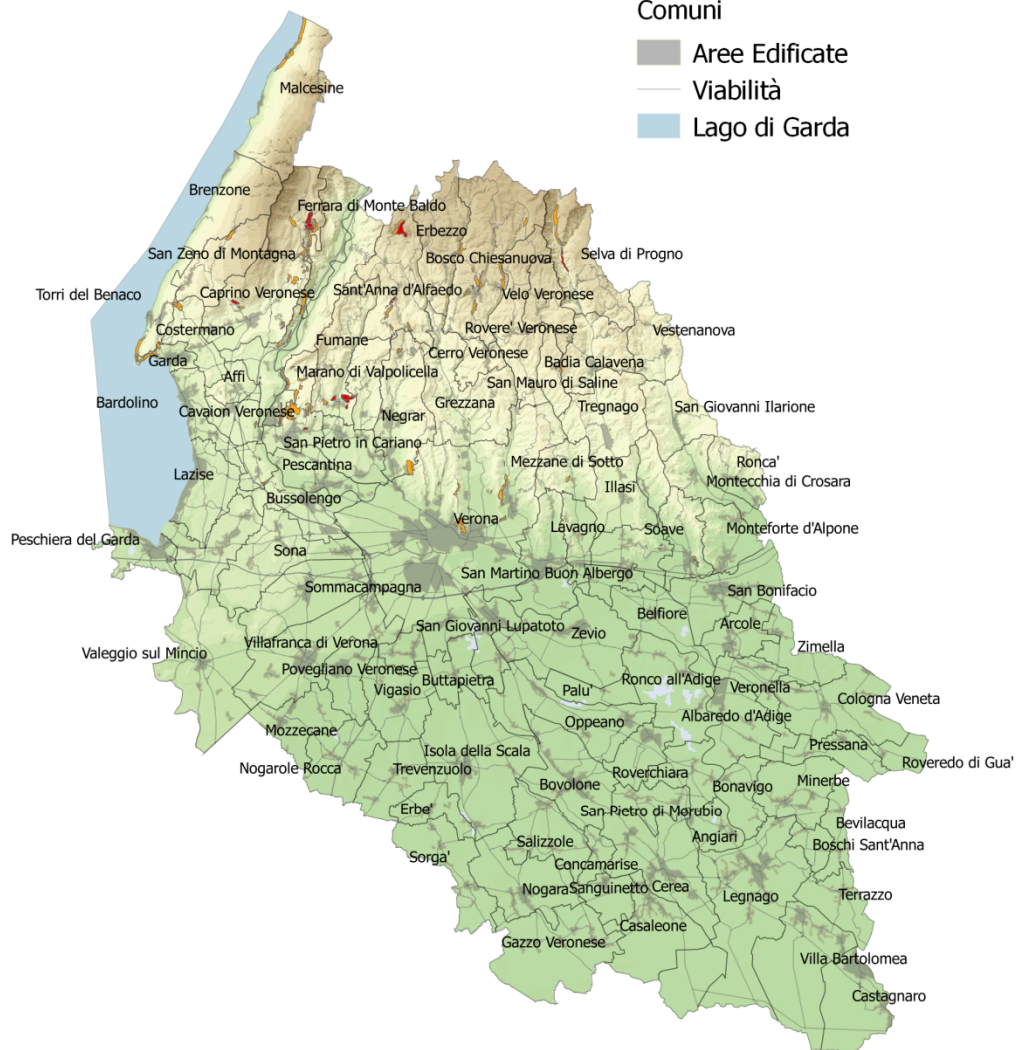 Comuni
Aree Edificate
Viabilità
Lago di Garda
Malcesine
Brenzone
Ferrara di Monte Baldo
Erbezzo
San Zeno di Montagna
Bosco Chiesanuova
Selva di Progno
Torri del Benaco
Caprino Veronese
Sant'Anna d'Alfaedo
Velo Veronese
Costermano
Fumane
Rovere' Veronese
Vestenanova
Garda
Cerro Veronese
Badia Calavena
Affi
Marano di Valpolicella
San Mauro di Saline
Bardolino
Cavaion Veronese
Negrar
Grezzana
Tregnago
San Giovanni Ilarione
San Pietro in Cariano
Lazise
Pescantina
Mezzane di Sotto
Ronca'
Bussolengo
Illasi
Montecchia di Crosara
Peschiera del Garda
Verona
Lavagno
Soave
Monteforte d'Alpone
Sona
Sommacampagna
San Martino Buon Albergo
San Bonifacio
Valeggio sul Mincio
Villafranca di Verona
San Giovanni Lupatoto
Zevio
Belfiore
Arcole
Zimella
Povegliano Veronese
Vigasio
Buttapietra
Palu'
Ronco all'Adige
Veronella
Cologna Veneta
Mozzecane
Oppeano
Albaredo d'Adige
Pressana
Nogarole Rocca
Trevenzuolo
Isola della Scala
Bovolone
Roverchiara
Bonavigo
Minerbe
Roveredo di Gua'
Erbe'
San Pietro di Morubio
Angiari
Bevilacqua
Sorga'
Salizzole
Concamarise
Boschi Sant'Anna
Nogara
Sanguinetto
Cerea
Legnago
Terrazzo
Gazzo Veronese
Casaleone
Villa Bartolomea
Castagnaro